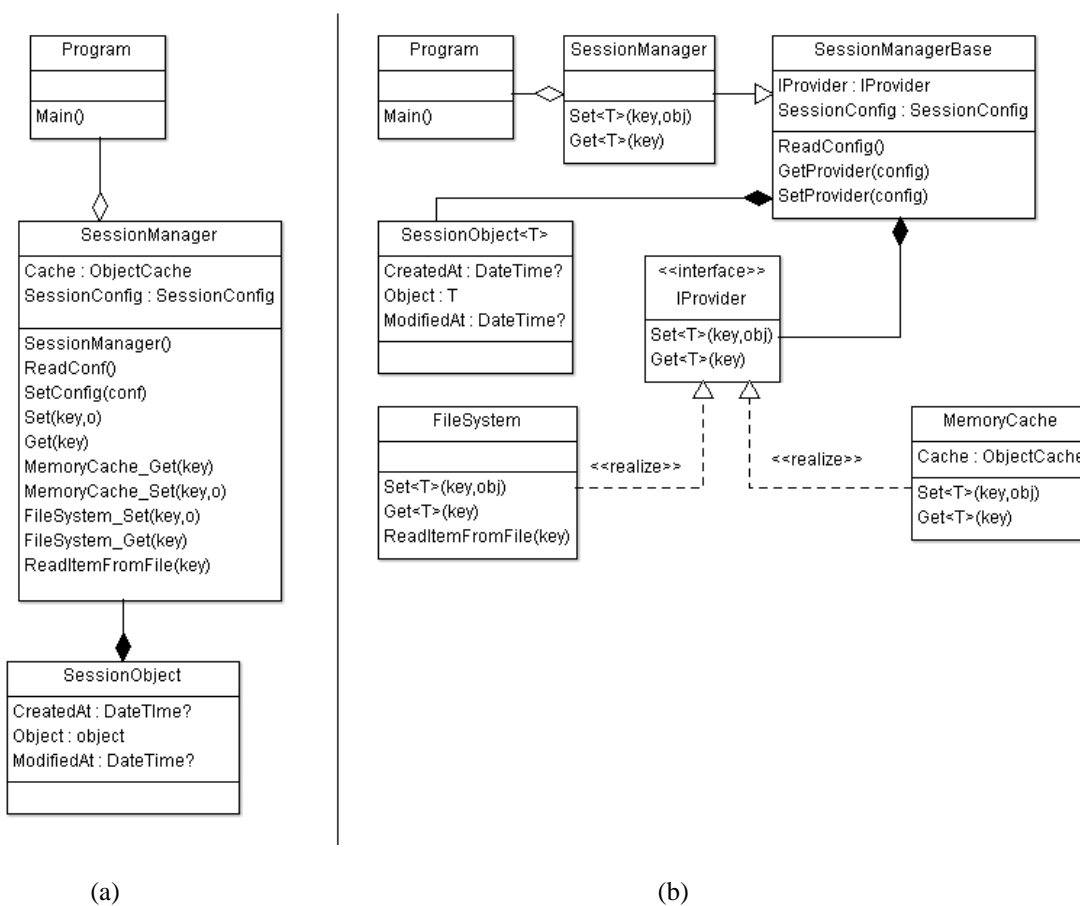 Program
Main()
SessionManager
Cache : ObjectCache
SessionConfig : SessionConfig
SessionManager()
ReadConf()
SetConfig(conf)
Set(key,o)
Get(key)
MemoryCache_Get(key)
MemoryCache_Set(key,o)
FileSystem_Set(key,o)
FileSystem_Get(key)
ReadItemFromFile(key)
SessionObject
CreatedAt : DateTIme?
Object : object
ModifiedAt : DateTime?
(a)
Program
Main()
SessionManager
Set<T>(key,obj)
Get<T>(key)
SessionManagerBase
IProvider : IProvider
SessionConfig : SessionConfig
ReadConfig()
GetProvider(config)
SetProvider(config)
SessionObject<T>
CreatedAt : DateTime?
Object : T
ModifiedAt : DateTime?
<<interface>>
IProvider
Set<T>(key,obj)
Get<T>(key)
FileSystem
Set<T>(key,obj)
Get<T>(key)
ReadItemFromFile(key)
<<realize>>
<<realize>>
MemoryCache
Cache : ObjectCache
Set<T>(key,obj)
Get<T>(key)
(b)